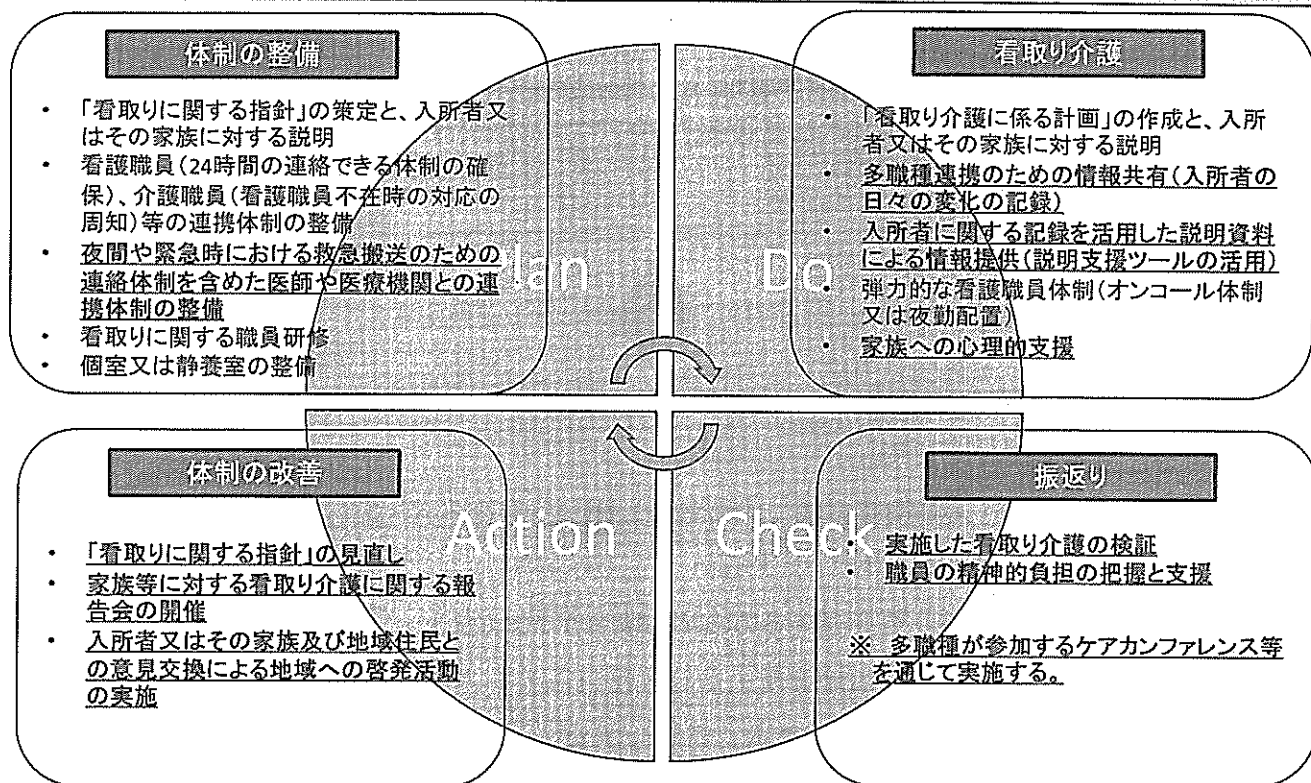 体制の整備
・ 「看取りに関する指針」の策定と、入所者又
はその家族に対する説明
・ 看護職員(24時間の連絡できる体制の確
保)、介護職員(看護職員不在時の対応の
周知)等の連携体制の整備
・ 夜間や緊急時における救急搬送のための
連絡体制を含めた医師や医療機関との連
携体制の整備
・ 看取りに関する職員研修
・ 個室又は静養室の整備
Plan
看取り介護
・ 「看取り介護に係る計画」の作成と、入所
者又はその家族に対する説明
・ 多職種連携のための情報共有(入所者の
日々の変化の記録)
・ 入所者に関する記録を活用した説明資料
による情報提供(説明支援ツールの活用)
・ 弾力的な看護職員体制(オンコール体制
又は夜勤配置)
・ 家族への心理的支援
Do
体制の改善
・ 「看取りに関する指針」の見直し
・ 家族等に対する看取り介護に関する報
告会の開催
・ 入所者又はその家族及び地域住民と
の意見交換による地域への啓発活動
の実施
Action
振返り
・ 実施した看取り介護の検証
・ 職員の精神的負担の把握と支援
※ 多職種が参加するケアカンファレンス等
を通じて実施する。
Check